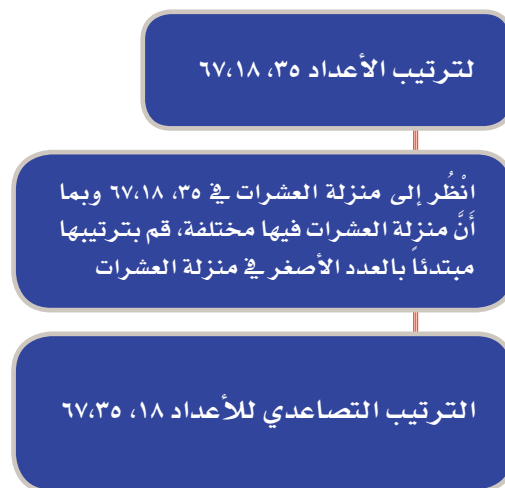 لترتيب الأعداد ٣٥، ٦٧،١٨
انْظُر إلى منزلة العشرات في ٣٥، ٦٧،١٨ وبما
أَنَّ منزلة العشرات فيها مختلفة، قم بترتيبها
مبتدئاً بالعدد الأصغر في منزلة العشرات
الترتيب التصاعدي للأعداد ١٨، ٦٧،٣٥